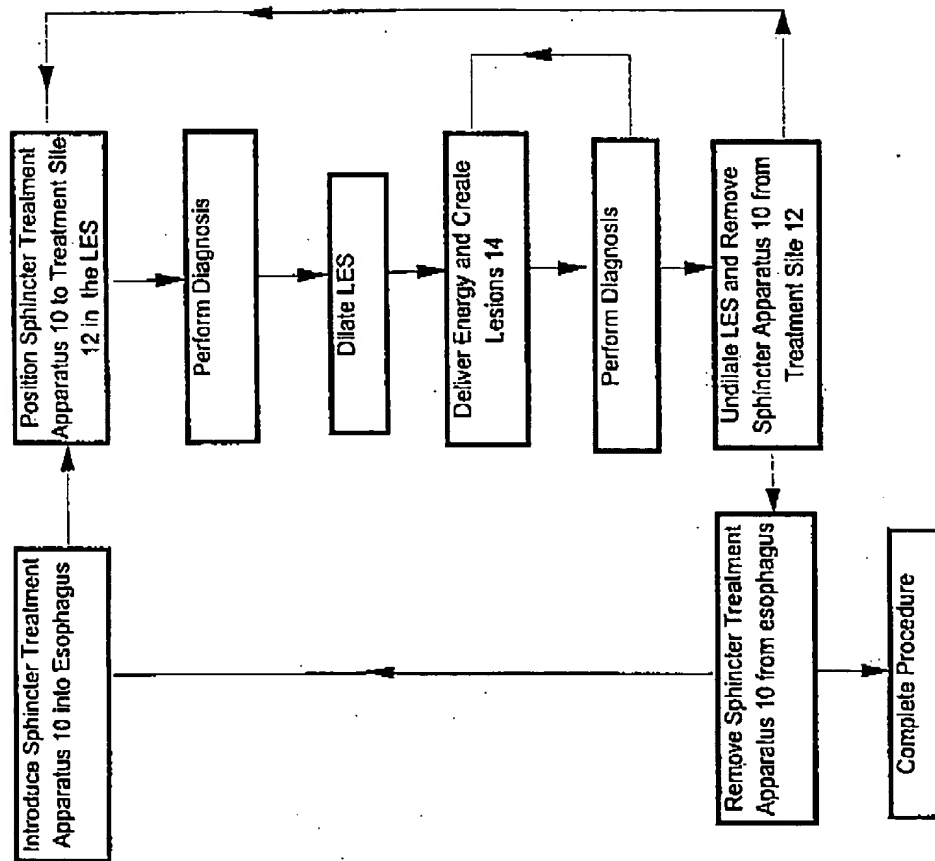 Introduce Sphincter Treatment
Apparatus 10 into Esophagus
Position Sphincter Treatment
Apparatus 10 to Treatment Site
12 in the LES
Perform Diagnosis
Dilate LES
Deliver Energy and Create
Lesions 14
Perform Diagnosis
Undilate LES and Remove
Sphincter Apparatus 10 from
Treatment Site 12
Remove Sphincter Treatment
Apparatus 10 from esophagus
Complete Procedure